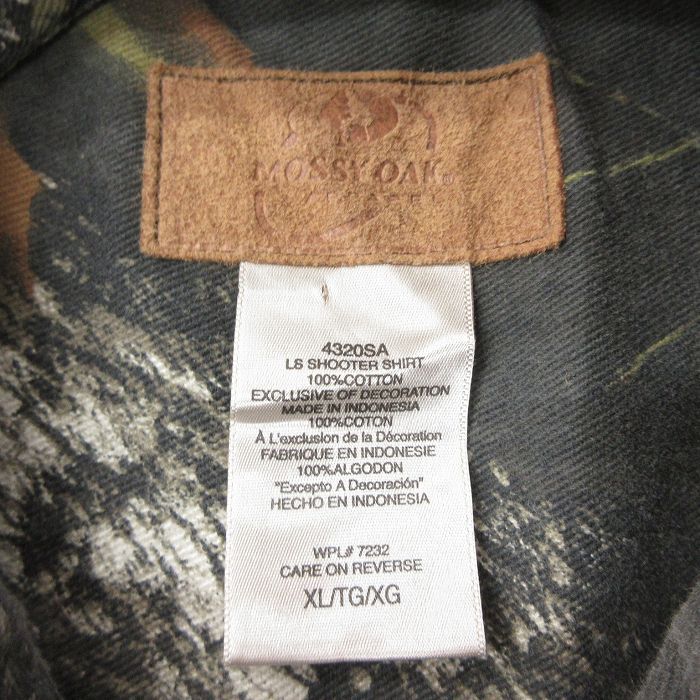 MOSSY OAK®
4320SA
LS SHOOTER SHIRT
100%COTTON
EXCLUSIVE OF DECORATION
MADE IN INDONESIA
100%COTON
À L'exclusion de la Décoration
FABRIQUE EN INDONESIE
100%ALGODON
"Excepto A Decoración"
HECHO EN INDONESIA
WPL# 7232
CARE ON REVERSE
XL/TG/XG